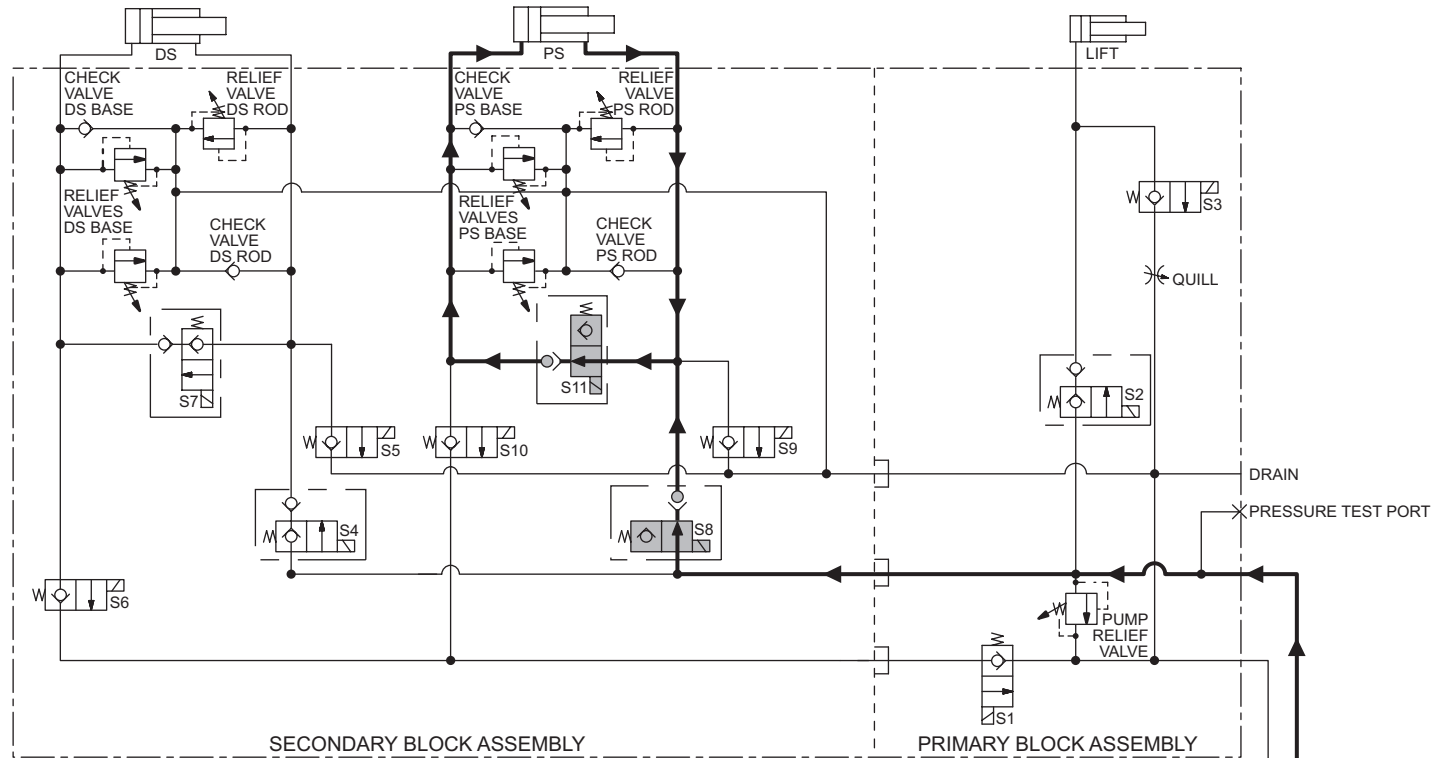 DS
PS
LIFT
CHECK
VALVE
DS BASE
RELIEF
VALVE
DS ROD
CHECK
VALVE
PS BASE
RELIEF
VALVE
PS ROD
RELIEF
VALVES
DS BASE
CHECK
VALVE
DS ROD
RELIEF
VALVES
PS BASE
CHECK
VALVE
PS ROD
S3
QUILL
S7
S11
S2
S5
S10
S9
DRAIN
PRESSURE TEST PORT
S4
S8
S6
PUMP
RELIEF
VALVE
S1
SECONDARY BLOCK ASSEMBLY
PRIMARY BLOCK ASSEMBLY